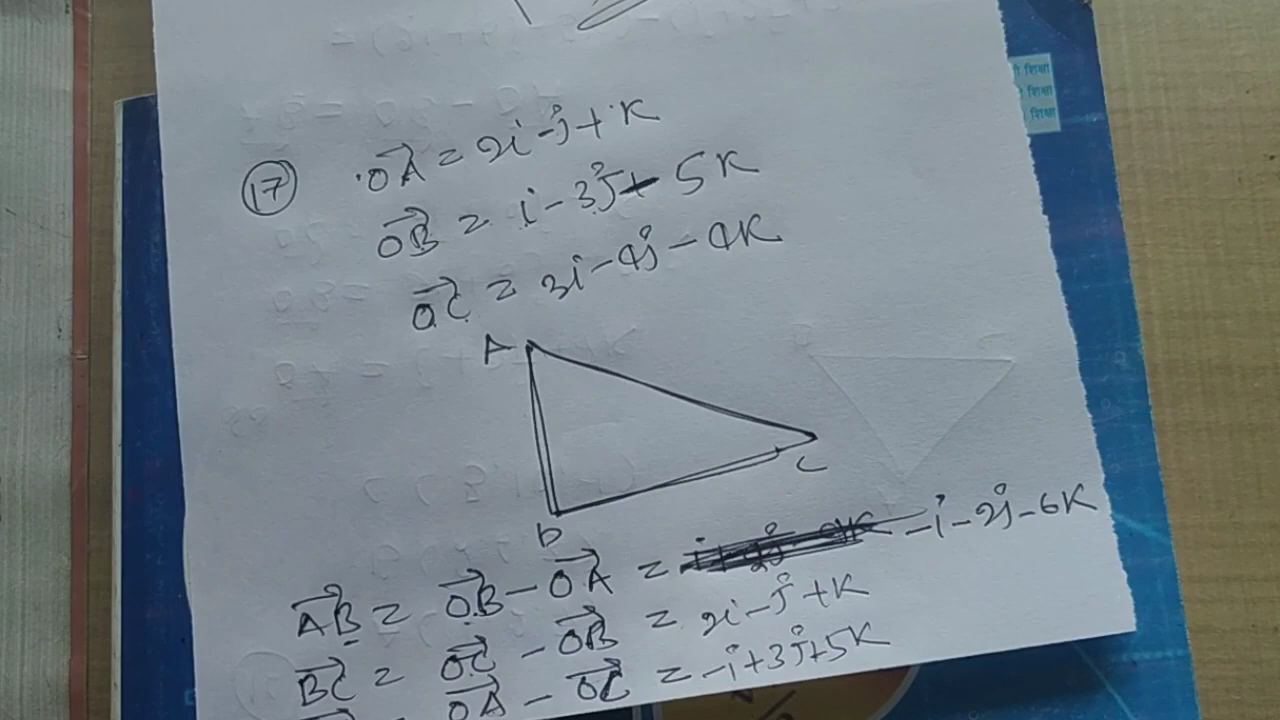 शिक्षा
शिक्षा
शिक्षा
(17) OA = 2i - j + K
OB = i - 3j - 5K
OC = 3i - 4j - 4K
A
C
B
AB = OB - OA = -i - 2j - 6K
BC = OC - OB = 2i - j + K
OA - OC = -i + 3j + 5K